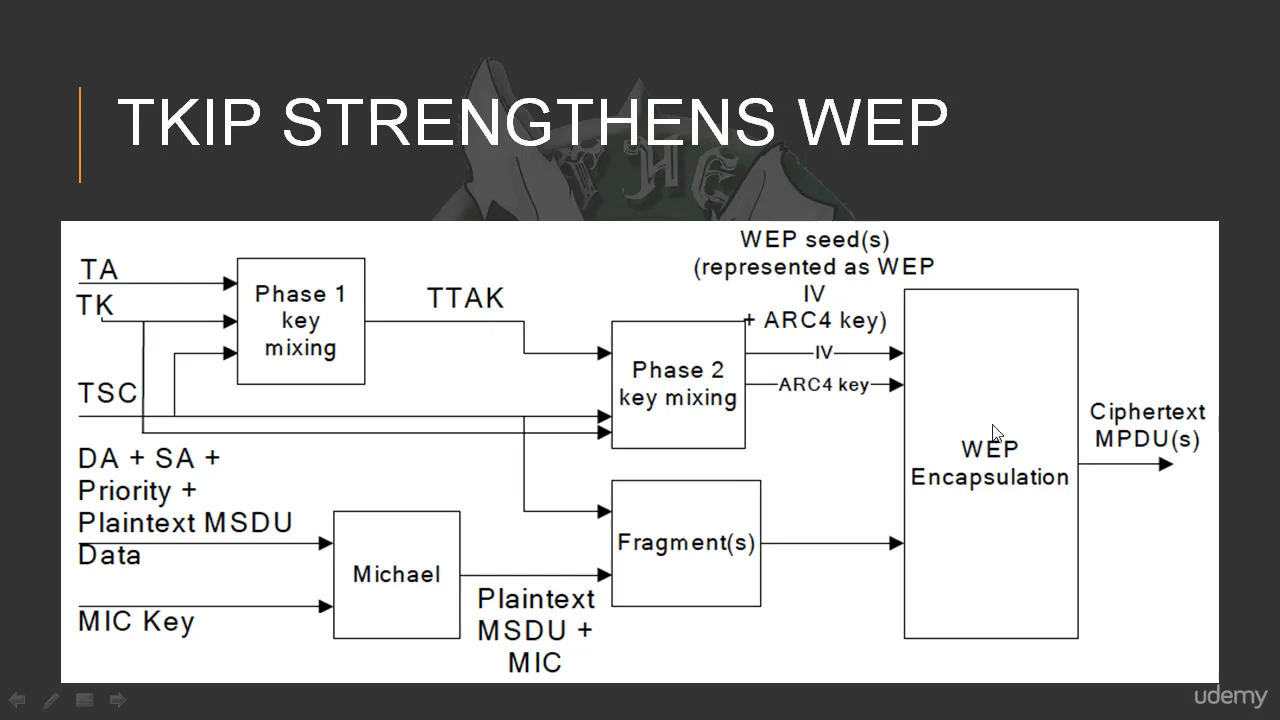 TKIP STRENGTHENS WEP
THE
WEP seed(s)
(represented as WEP
IV
+ ARC4 key)
TA
TK
Phase 1
key
mixing
TTAK
TSC
Phase 2
key mixing
IV
ARC4 key
Ciphertext
MPDU(s)
WEP
Encapsulation
DA + SA +
Priority +
Plaintext MSDU
Data
MIC Key
Michael
Plaintext
MSDU +
MIC
Fragment(s)
udemy